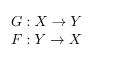 G : X → Y
F : Y → X